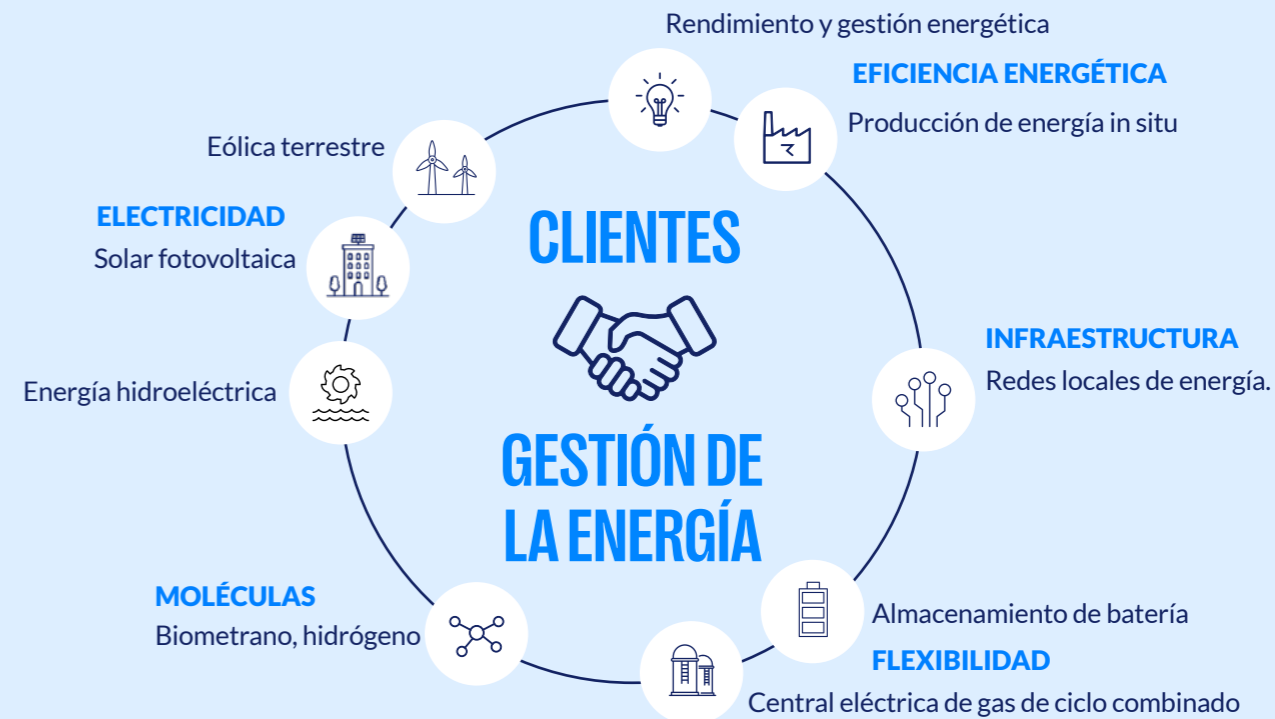 Rendimiento y gestión energética
EFICIENCIA ENERGÉTICA
Producción de energía in situ
Eólica terrestre
ELECTRICIDAD
Solar fotovoltaica
Energía hidroeléctrica
CLIENTES
GESTIÓN DE
LA ENERGÍA
INFRAESTRUCTURA
Redes locales de energía.
MOLÉCULAS
Biometrano, hidrógeno
Almacenamiento de batería
FLEXIBILIDAD
Central eléctrica de gas de ciclo combinado